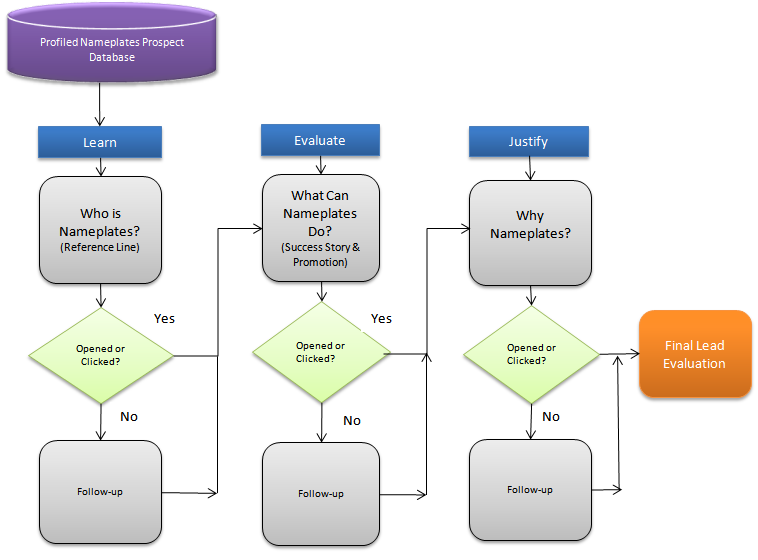 Profiled Nameplates Prospect
Database
Learn
Who is
Nameplates?
(Reference Line)
Opened or
Clicked?
Yes
No
Follow-up
Evaluate
What Can
Nameplates
Do?
(Success Story &
Promotion)
Opened or
Clicked?
Yes
No
Follow-up
Justify
Why
Nameplates?
Opened or
Clicked?
No
Follow-up
Final Lead
Evaluation